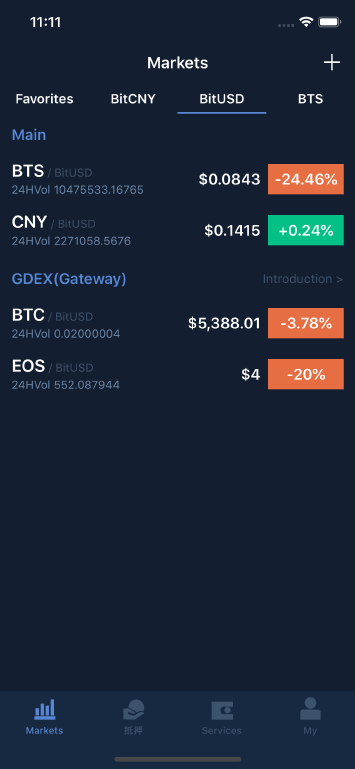 11:11
Markets
+
Favorites BitCNY BitUSD BTS
Main
BTS / BitUSD $0.0843 -24.46%
24HVol 10475533.16765
CNY / BitUSD $0.1415 +0.24%
24HVol 2271058.5676
GDEX(Gateway) Introduction >
BTC / BitUSD $5,388.01 -3.78%
24HVol 0.02000004
EOS / BitUSD $4 -20%
24HVol 552.087944
Markets 抵押 Services My